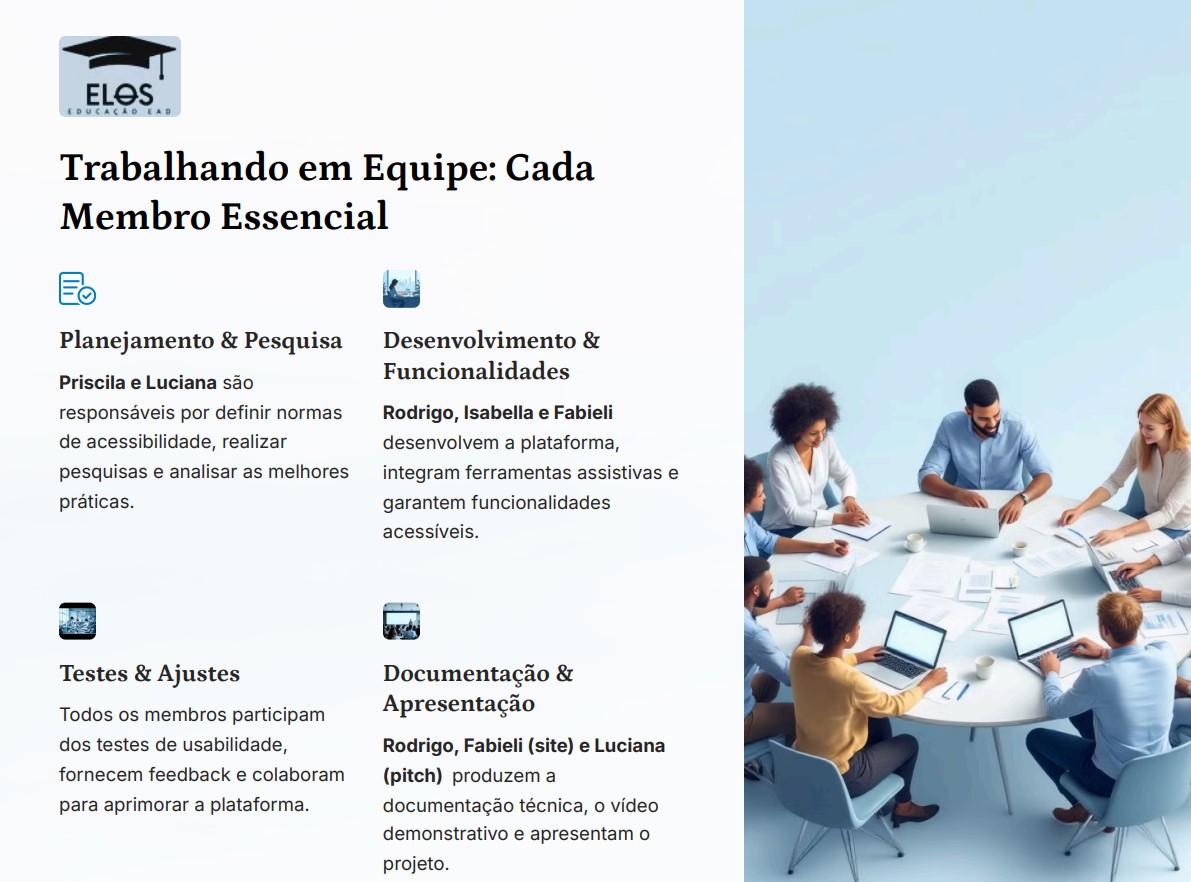 ELOS
EDUCAÇÃO EAD
Trabalhando em Equipe: Cada
Membro Essencial
Planejamento & Pesquisa
Priscila e Luciana são
responsáveis por definir normas
de acessibilidade, realizar
pesquisas e analisar as melhores
práticas.
Desenvolvimento &
Funcionalidades
Rodrigo, Isabella e Fabieli
desenvolvem a plataforma,
integram ferramentas assistivas e
garantem funcionalidades
acessíveis.
Testes & Ajustes
Todos os membros participam
dos testes de usabilidade,
fornecem feedback e colaboram
para aprimorar a plataforma.
Documentação &
Apresentação
Rodrigo, Fabieli (site) e Luciana
(pitch) produzem a
documentação técnica, o vídeo
demonstrativo e apresentam o
projeto.